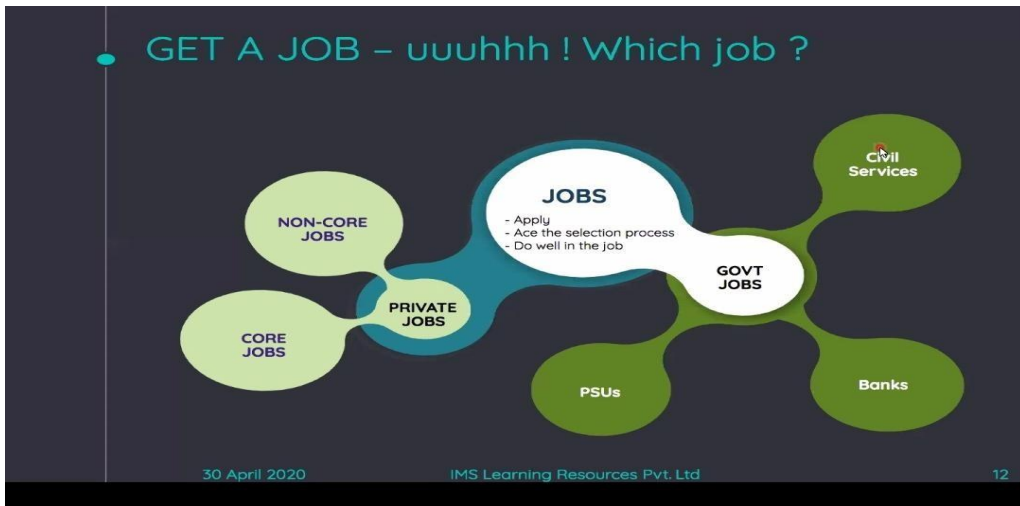 GET A JOB – uuuhhh ! Which job ?
JOBS
- Apply
- Ace the selection process
- Do well in the job
NON-CORE
JOBS
CORE
JOBS
PRIVATE
JOBS
GOVT
JOBS
Civil
Services
PSUs
Banks
30 April 2020
IMS Learning Resources Pvt. Ltd
12